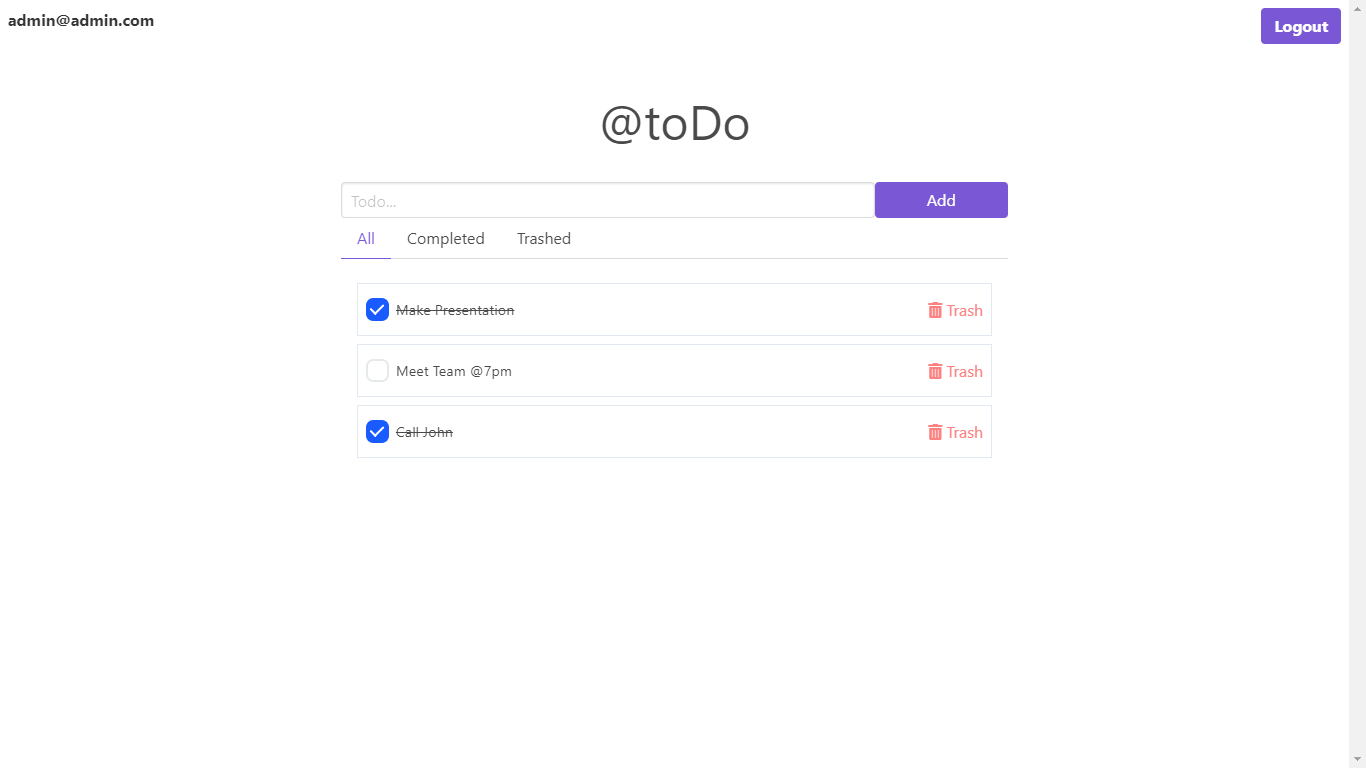 admin@admin.com
Logout
@toDo
Todo...
Add
All Completed Trashed
Make Presentation Trash
Meet Team @7pm Trash
Call John Trash